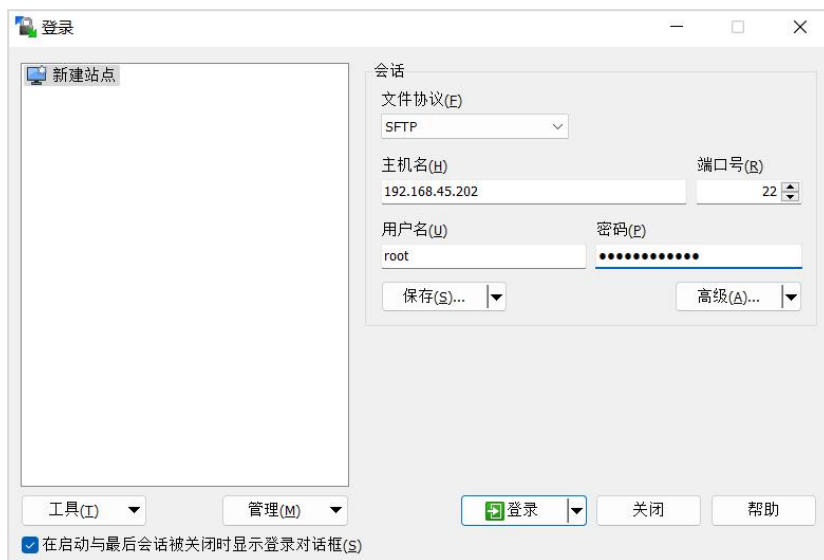 登录
新建站点
会话
文件协议(F)
SFTP
主机名(H) 端口号(R)
192.168.45.202 22
用户名(U) 密码(P)
root ••••••••••••
保存(S)... 高级(A)...
工具(T) 管理(M) 登录 关闭 帮助
在启动与最后会话被关闭时显示登录对话框(S)